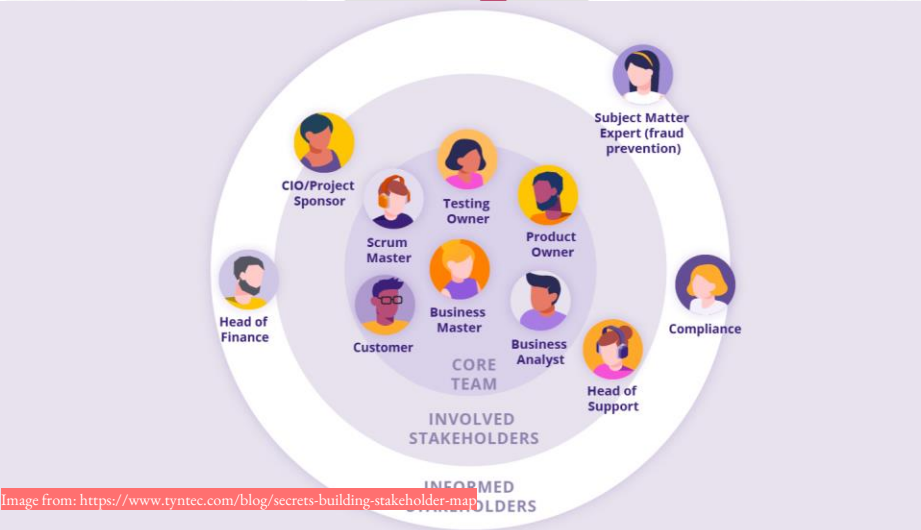 Subject Matter
Expert (fraud
prevention)
CIO/Project
Sponsor
Testing
Owner
Product
Owner
Scrum
Master
Head of
Finance
Business
Master
Compliance
Customer
Business
Analyst
CORE
TEAM
Head of
Support
INVOLVED
STAKEHOLDERS
INFORMED
Image from: https://www.tyntec.com/blog/secrets-building-stakeholder-map